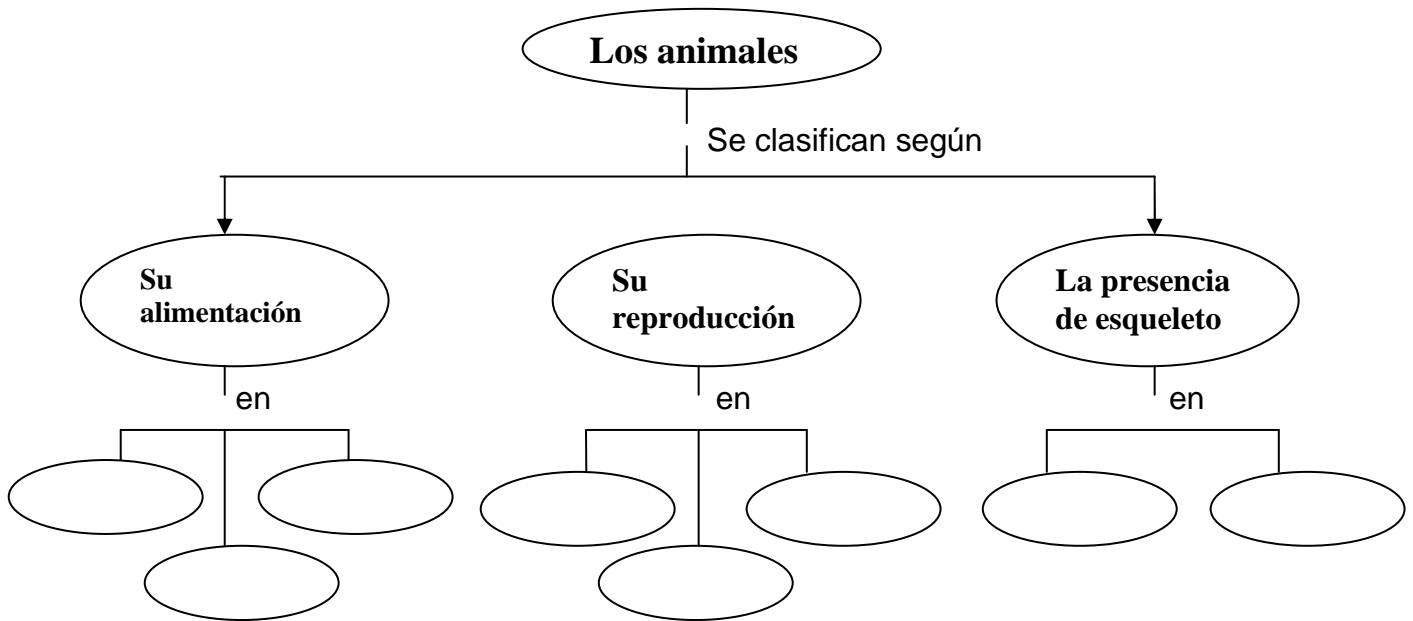 Los animales
Se clasifican según
Su
alimentación
Su
reproducción
La presencia
de esqueleto
en
en
en